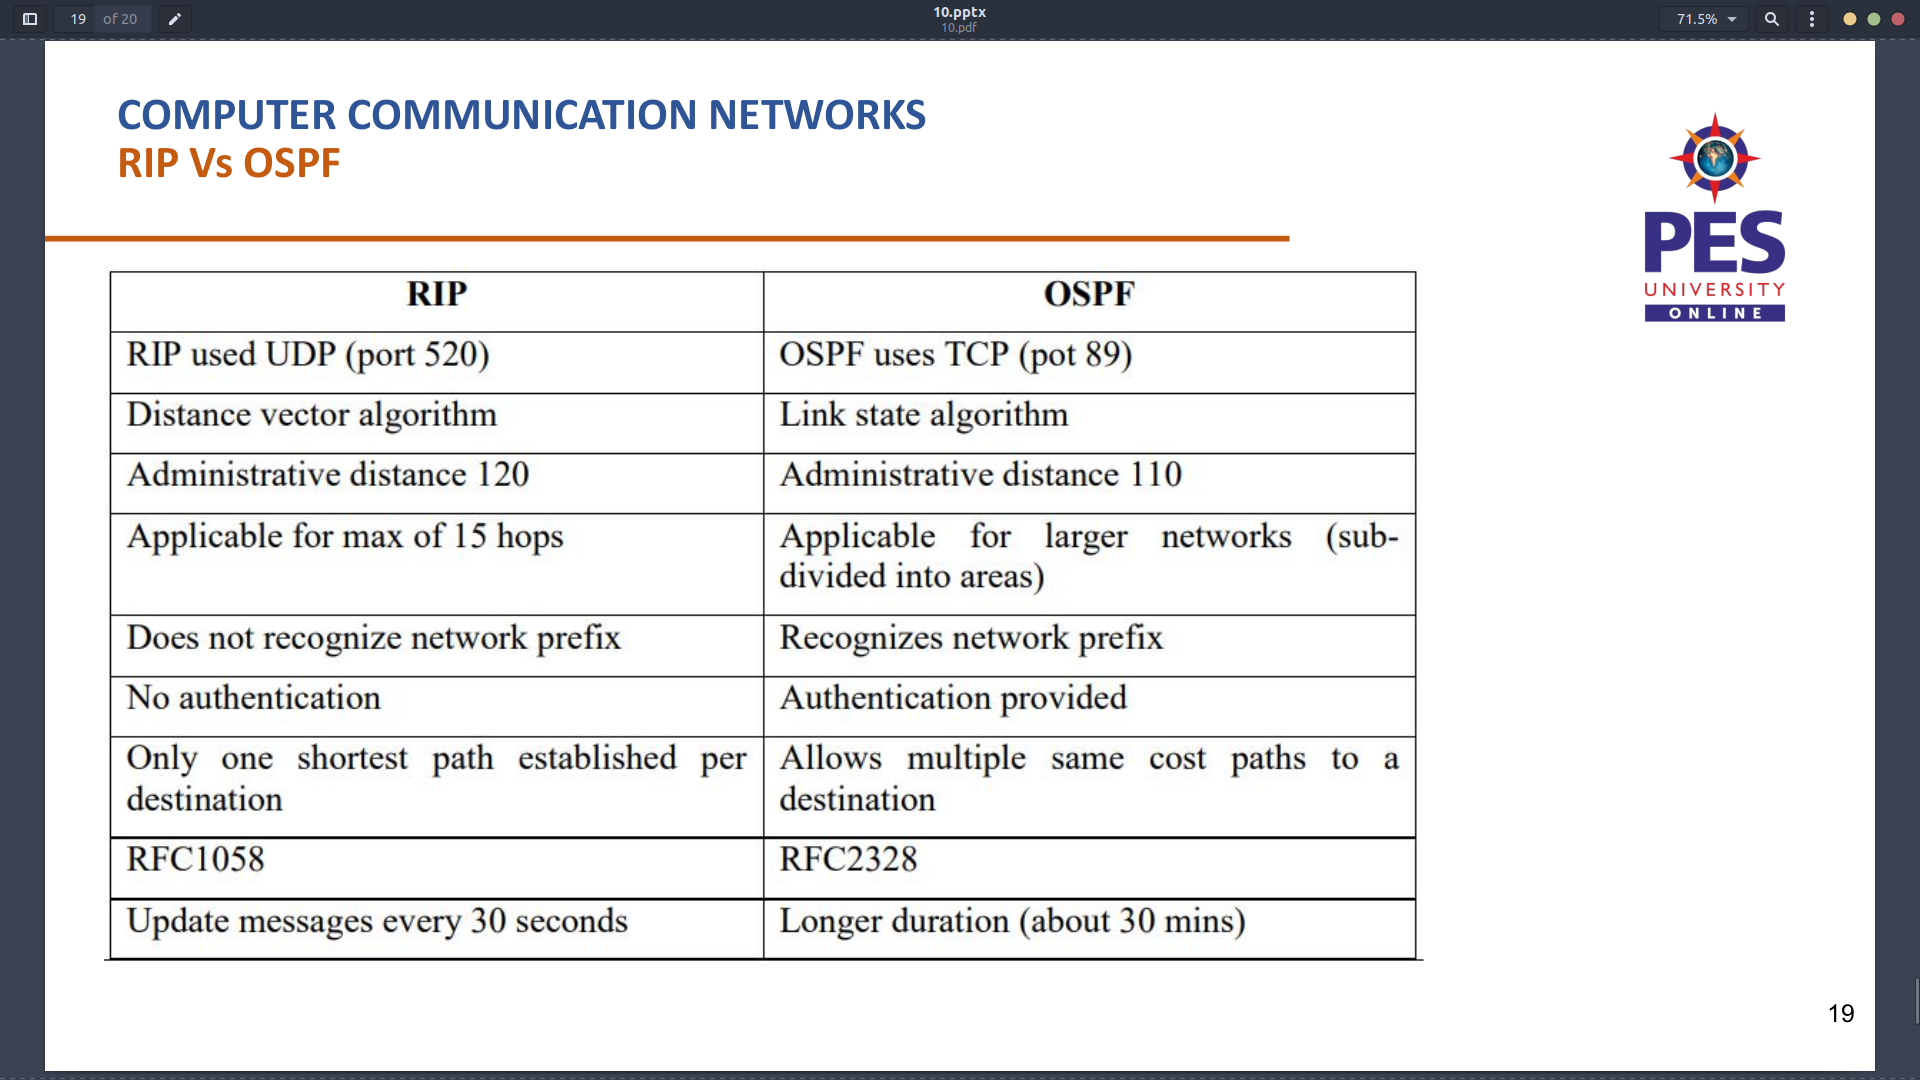 19 of 20
10.pptx
10.pdf
71.5%
COMPUTER COMMUNICATION NETWORKS
RIP Vs OSPF
PES
UNIVERSITY
ONLINE
RIP OSPF
RIP used UDP (port 520) OSPF uses TCP (pot 89)
Distance vector algorithm Link state algorithm
Administrative distance 120 Administrative distance 110
Applicable for max of 15 hops Applicable for larger networks (sub-
divided into areas)
Does not recognize network prefix Recognizes network prefix
No authentication Authentication provided
Only one shortest path established per Allows multiple same cost paths to a
destination destination
RFC1058 RFC2328
Update messages every 30 seconds Longer duration (about 30 mins)
19